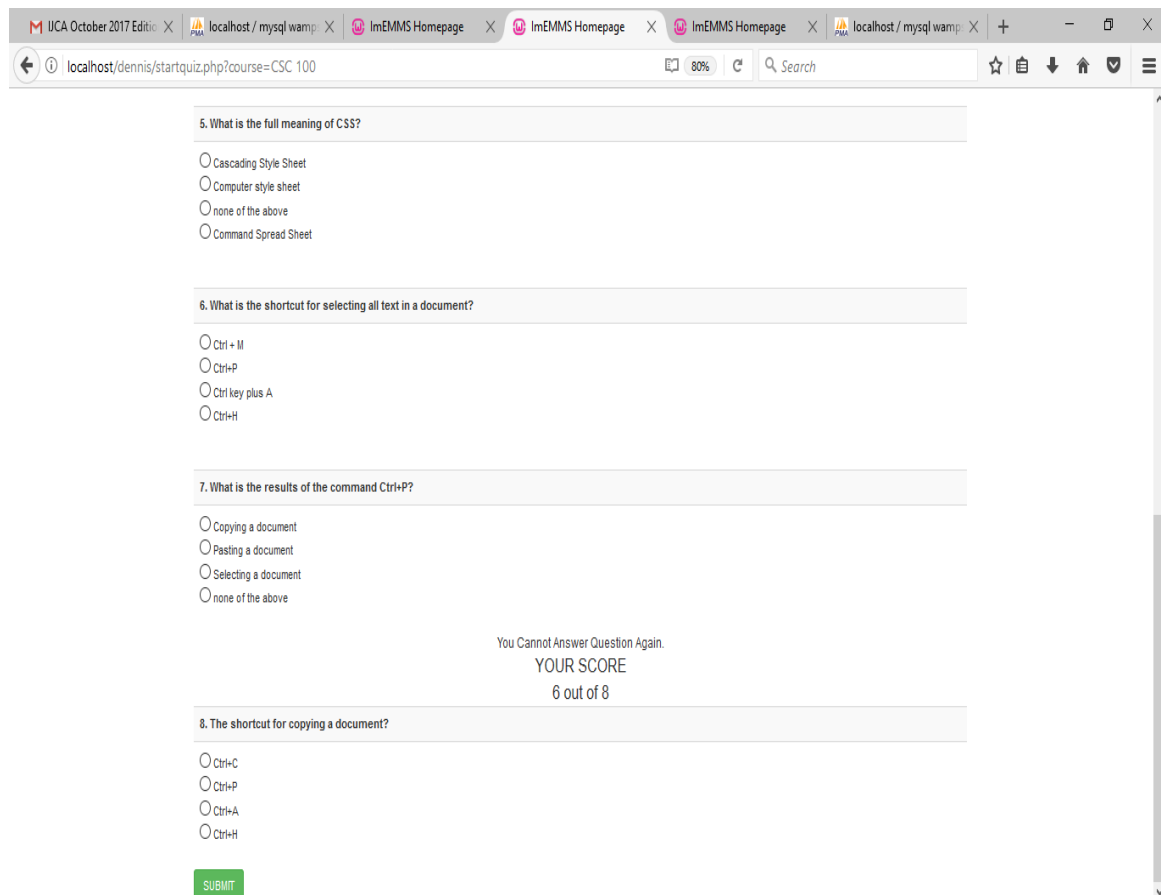 IJCA October 2017 Editio
localhost / mysql wamp
ImEMMS Homepage
ImEMMS Homepage
ImEMMS Homepage
localhost / mysql wamp
localhost/dennis/startquiz.php?course=CSC 100
80%
Search
5. What is the full meaning of CSS?
Cascading Style Sheet
Computer style sheet
none of the above
Command Spread Sheet
6. What is the shortcut for selecting all text in a document?
Ctrl + M
Ctrl+P
Ctrl key plus A
Ctrl+H
7. What is the results of the command Ctrl+P?
Copying a document
Pasting a document
Selecting a document
none of the above
You Cannot Answer Question Again.
YOUR SCORE
6 out of 8
8. The shortcut for copying a document?
Ctrl+C
Ctrl+P
Ctrl+A
Ctrl+H
SUBMIT